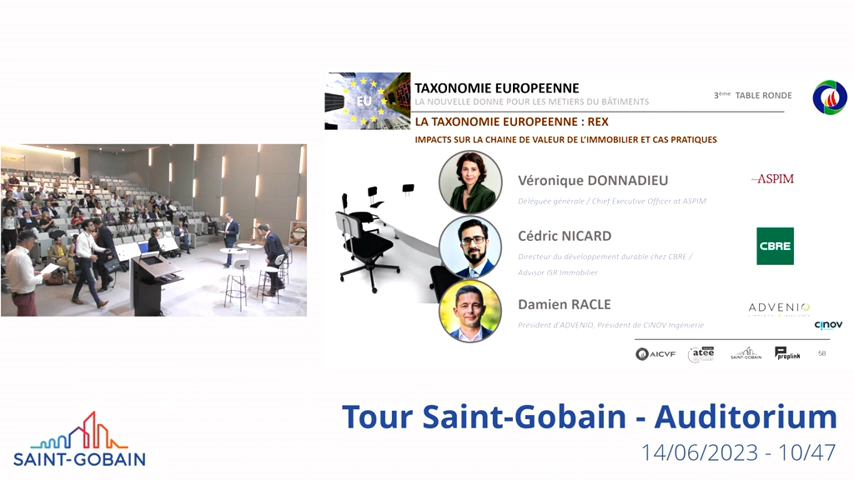 TAXONOMIE EUROPEENNE
LA NOUVELLE DONNE POUR LES METIERS DU BÂTIMENTS
3ème TABLE RONDE
EU
LA TAXONOMIE EUROPEENNE : REX
IMPACTS SUR LA CHAINE DE VALEUR DE L'IMMOBILIER ET CAS PRATIQUES
Véronique DONNADIEU
Déléguée générale / Chief Executive Officer at ASPIM
ASPIM
Cédric NICARD
Directeur du développement durable chez CBRE /
Advisor ISR Immobilier
CBRE
Damien RACLE
Président d'ADVENIO, Président de CINOV Ingénierie
ADVENIO
cinov
AICVF
atee
SAINT-GOBAIN
proplink
58
Tour Saint-Gobain - Auditorium
14/06/2023 - 10/47
SAINT-GOBAIN